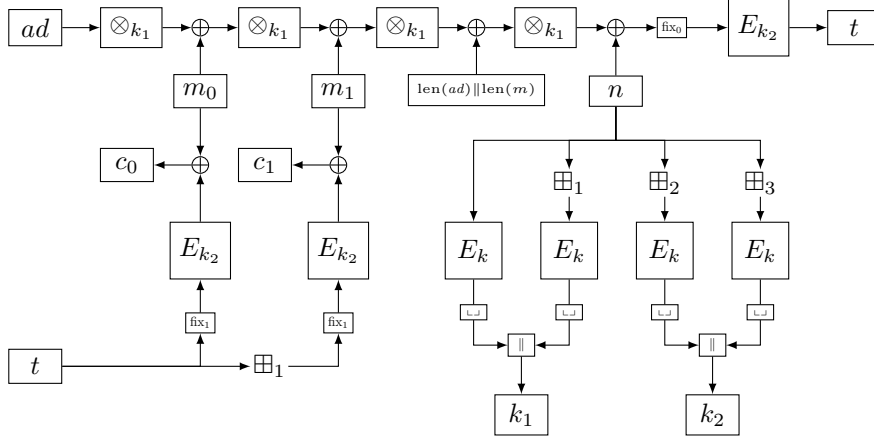 ad ⊗k₁ ⊕ ⊗k₁ ⊕ ⊗k₁ ⊕ ⊗k₁ ⊕ fix₀ Eₖ₂ t
m₀ m₁ len(ad)‖len(m) n
c₀ ⊕ c₁ ⊕ ⊞₁ ⊞₂ ⊞₃
Eₖ₂ Eₖ₂ Eₖ Eₖ Eₖ Eₖ
fix₁ fix₁ ⌞⌟ ⌞⌟ ⌞⌟ ⌞⌟
t ⊞₁ ‖ ‖
k₁ k₂